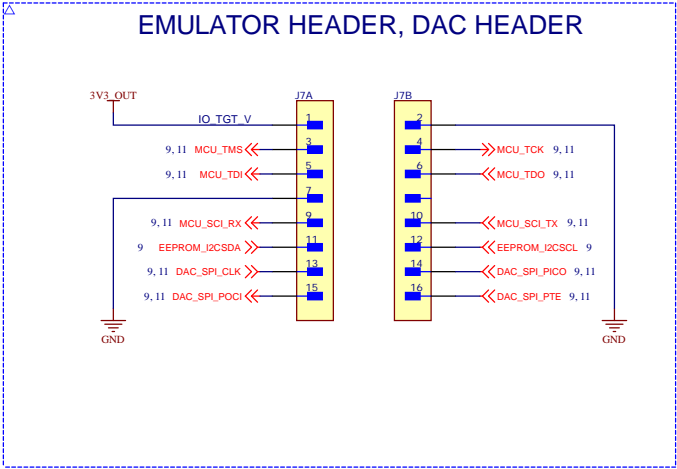 EMULATOR HEADER, DAC HEADER
3V3_OUT J7A J7B
IO_TGT_V 1 2
9, 11 MCU_TMS 3 4 MCU_TCK 9, 11
9, 11 MCU_TDI 5 6 MCU_TDO 9, 11
7
9, 11 MCU_SCI_RX 9 10 MCU_SCI_TX 9, 11
9 EEPROM_I2CSDA 11 12 EEPROM_I2CSCL 9
9, 11 DAC_SPI_CLK 13 14 DAC_SPI_PICO 9, 11
9, 11 DAC_SPI_POCI 15 16 DAC_SPI_PTE 9, 11
GND GND